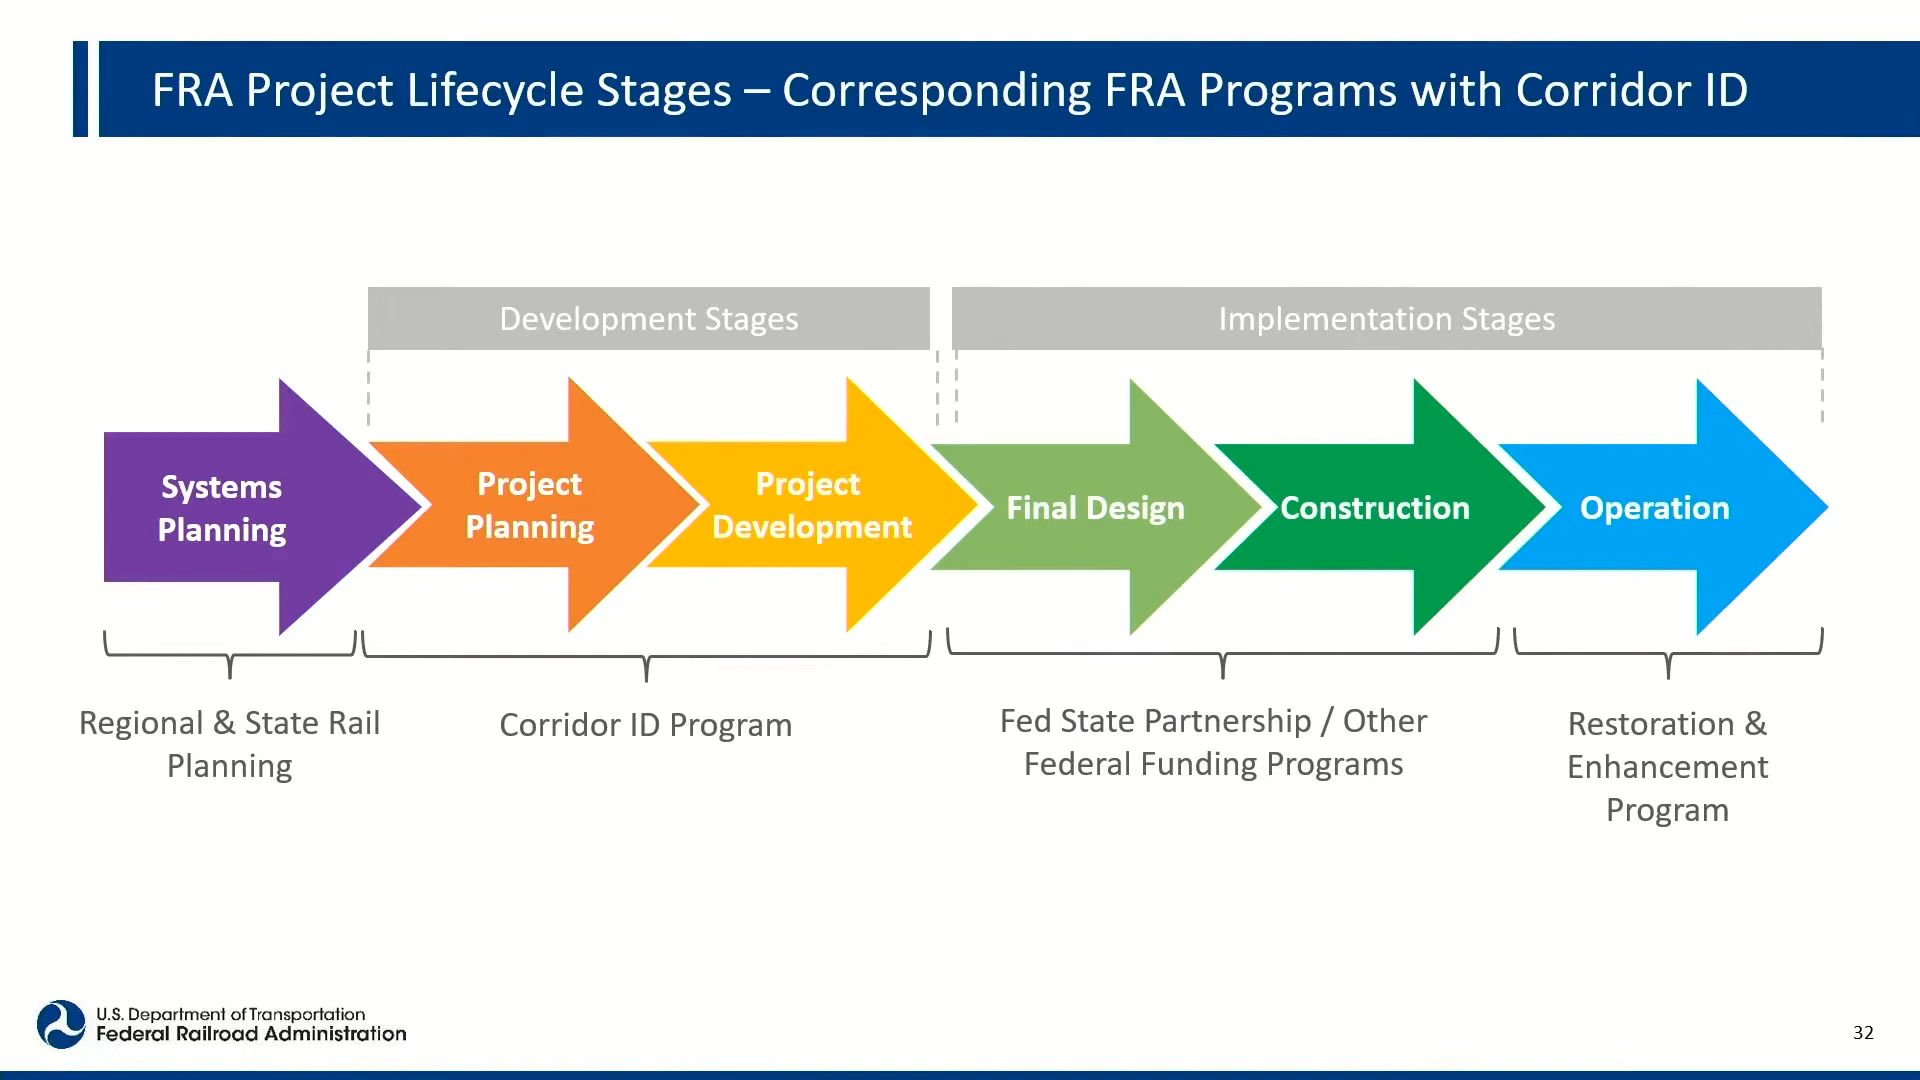 FRA Project Lifecycle Stages – Corresponding FRA Programs with Corridor ID
Development Stages
Implementation Stages
Systems
Planning
Project
Planning
Project
Development
Final Design
Construction
Operation
Regional & State Rail
Planning
Corridor ID Program
Fed State Partnership / Other
Federal Funding Programs
Restoration &
Enhancement
Program
U.S. Department of Transportation
Federal Railroad Administration
32